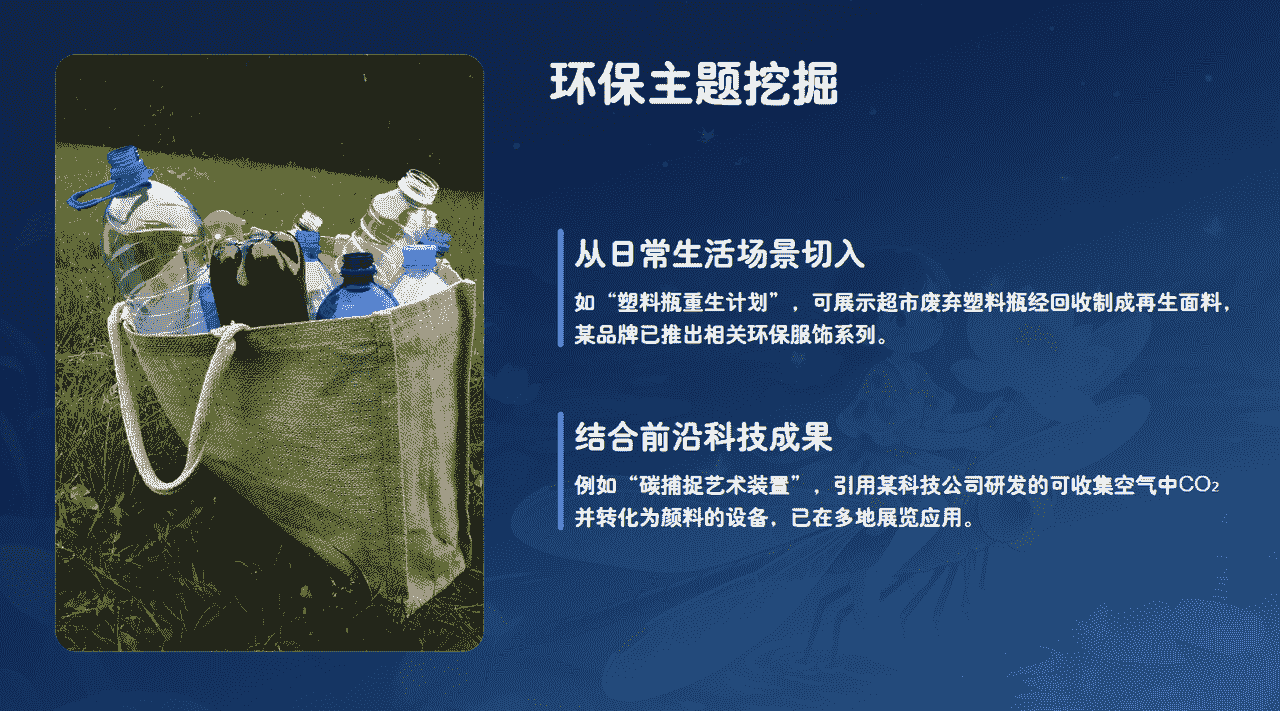 环保主题挖掘
从日常生活场景切入
如“塑料瓶重生计划”，可展示超市废弃塑料瓶经回收制成再生面料，
某品牌已推出相关环保服饰系列。
结合前沿科技成果
例如“碳捕捉艺术装置”，引用某科技公司研发的可收集空气中CO₂
并转化为颜料的设备，已在多地展览应用。